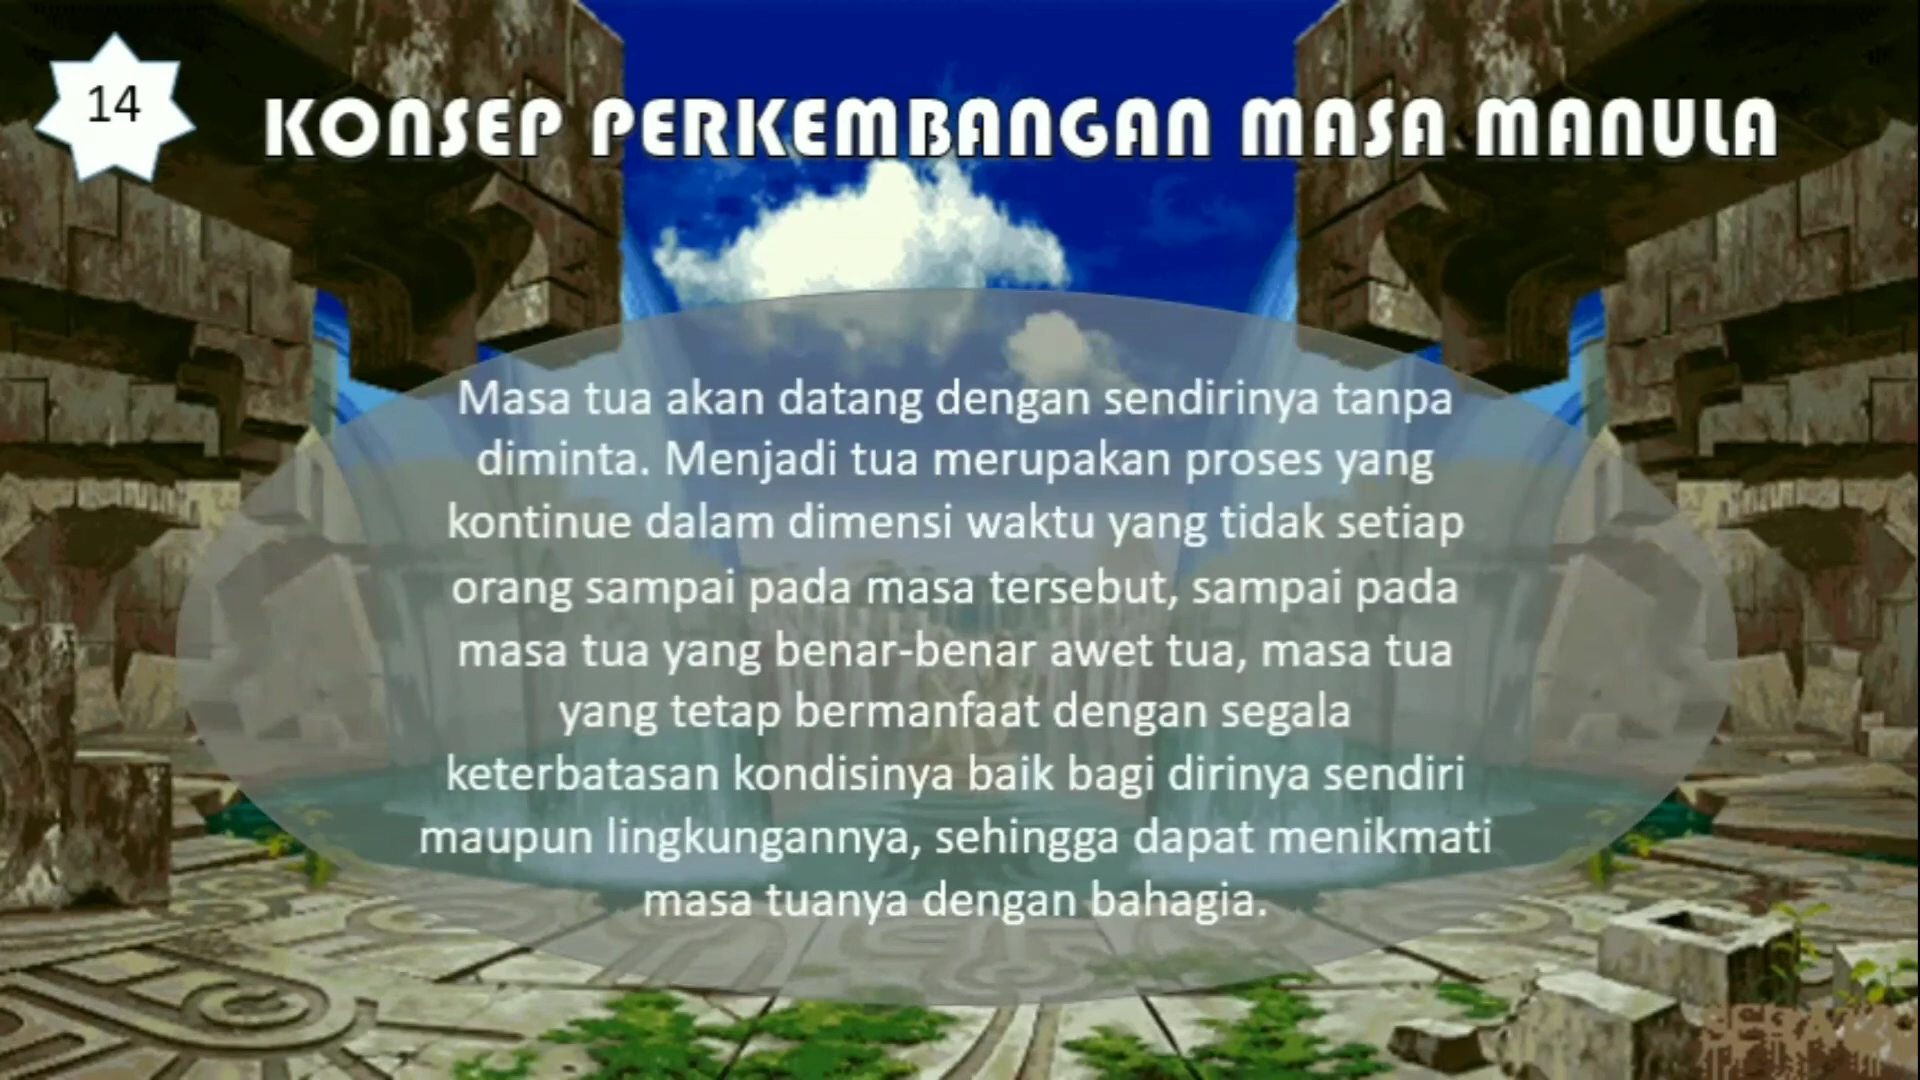 14
KONSEP PERKEMBANGAN MASA MANULA
Masa tua akan datang dengan sendirinya tanpa
diminta. Menjadi tua merupakan proses yang
kontinue dalam dimensi waktu yang tidak setiap
orang sampai pada masa tersebut, sampai pada
masa tua yang benar-benar awet tua, masa tua
yang tetap bermanfaat dengan segala
keterbatasan kondisinya baik bagi dirinya sendiri
maupun lingkungannya, sehingga dapat menikmati
masa tuanya dengan bahagia.